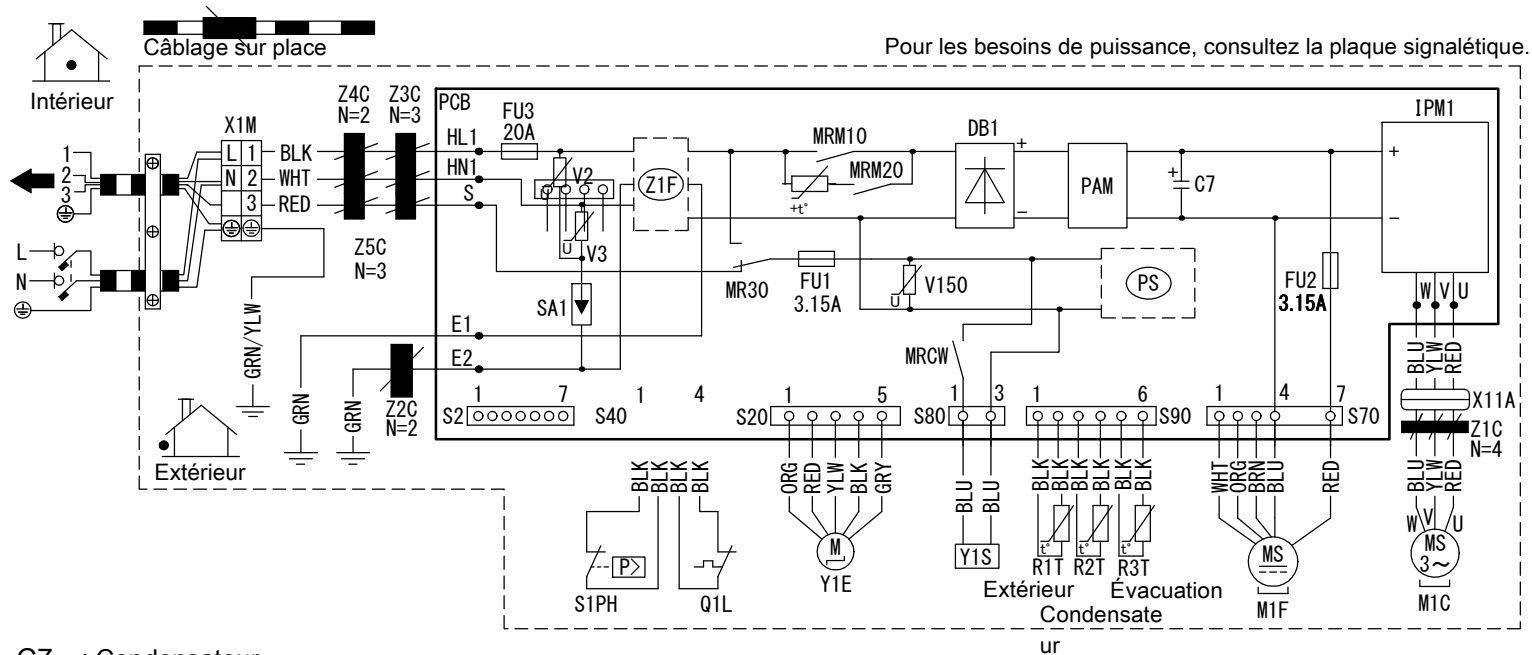 Câblage sur place
Pour les besoins de puissance, consultez la plaque signalétique.
Intérieur
Z4C
N=2
Z3C
N=3
PCB
FU3
20A
IPM1
X1M
HL1
MRM10
DB1
1
L 1
BLK
HN1
V2
MRM20
+
+
2
N 2
WHT
Z1F
PAM
+
C7
3
3
RED
S
U
+t°
−
−
Z5C
N=3
U
V3
L
N
MR30
FU1
3.15A
U
V150
PS
FU2
3.15A
W V U
SA1
GRN/YLW
E1
E2
MRCW
BLU
YLW
RED
GRN
GRN
Z2C
N=2
1 7
1 4
1 5
1 3
1 6
1 4 7
S2
S40
S20
S80
S90
S70
X11A
Z1C
N=4
Extérieur
BLK
BLK
BLK
BLK
ORG
RED
YLW
BLK
GRY
BLU
BLU
BLK
BLK
BLK
BLK
BLK
BLK
WHT
ORG
BRN
BLU
RED
BLU
YLW
RED
W V U
P>
M
Y1S
t°
t°
t°
MS
MS
3~
S1PH
Q1L
Y1E
R1T
R2T
R3T
M1F
M1C
Extérieur
Évacuation
Condensate
ur
C7 : Condensateur